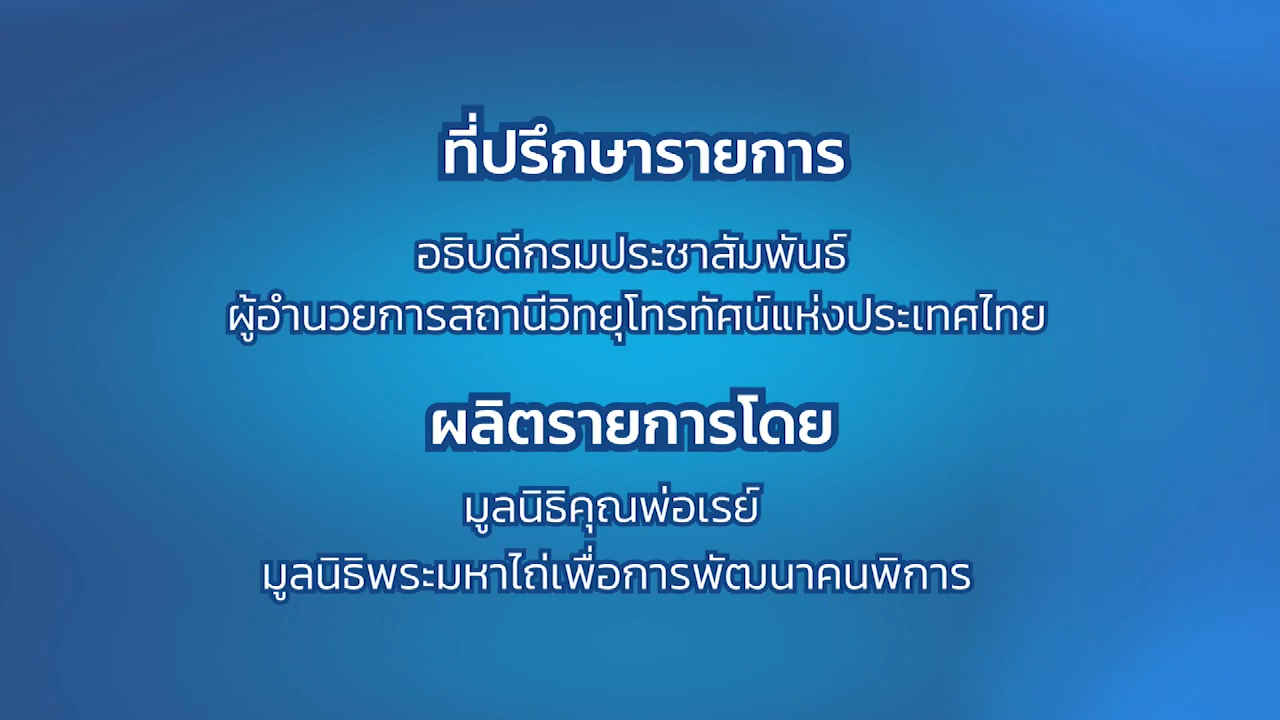 ที่ปรึกษารายการ
อธิบดีกรมประชาสัมพันธ์
ผู้อำนวยการสถานีวิทยุโทรทัศน์แห่งประเทศไทย
ผลิตรายการโดย
มูลนิธิคุณพ่อเรย์
มูลนิธิพระมหาไถ่เพื่อการพัฒนาคนพิการ